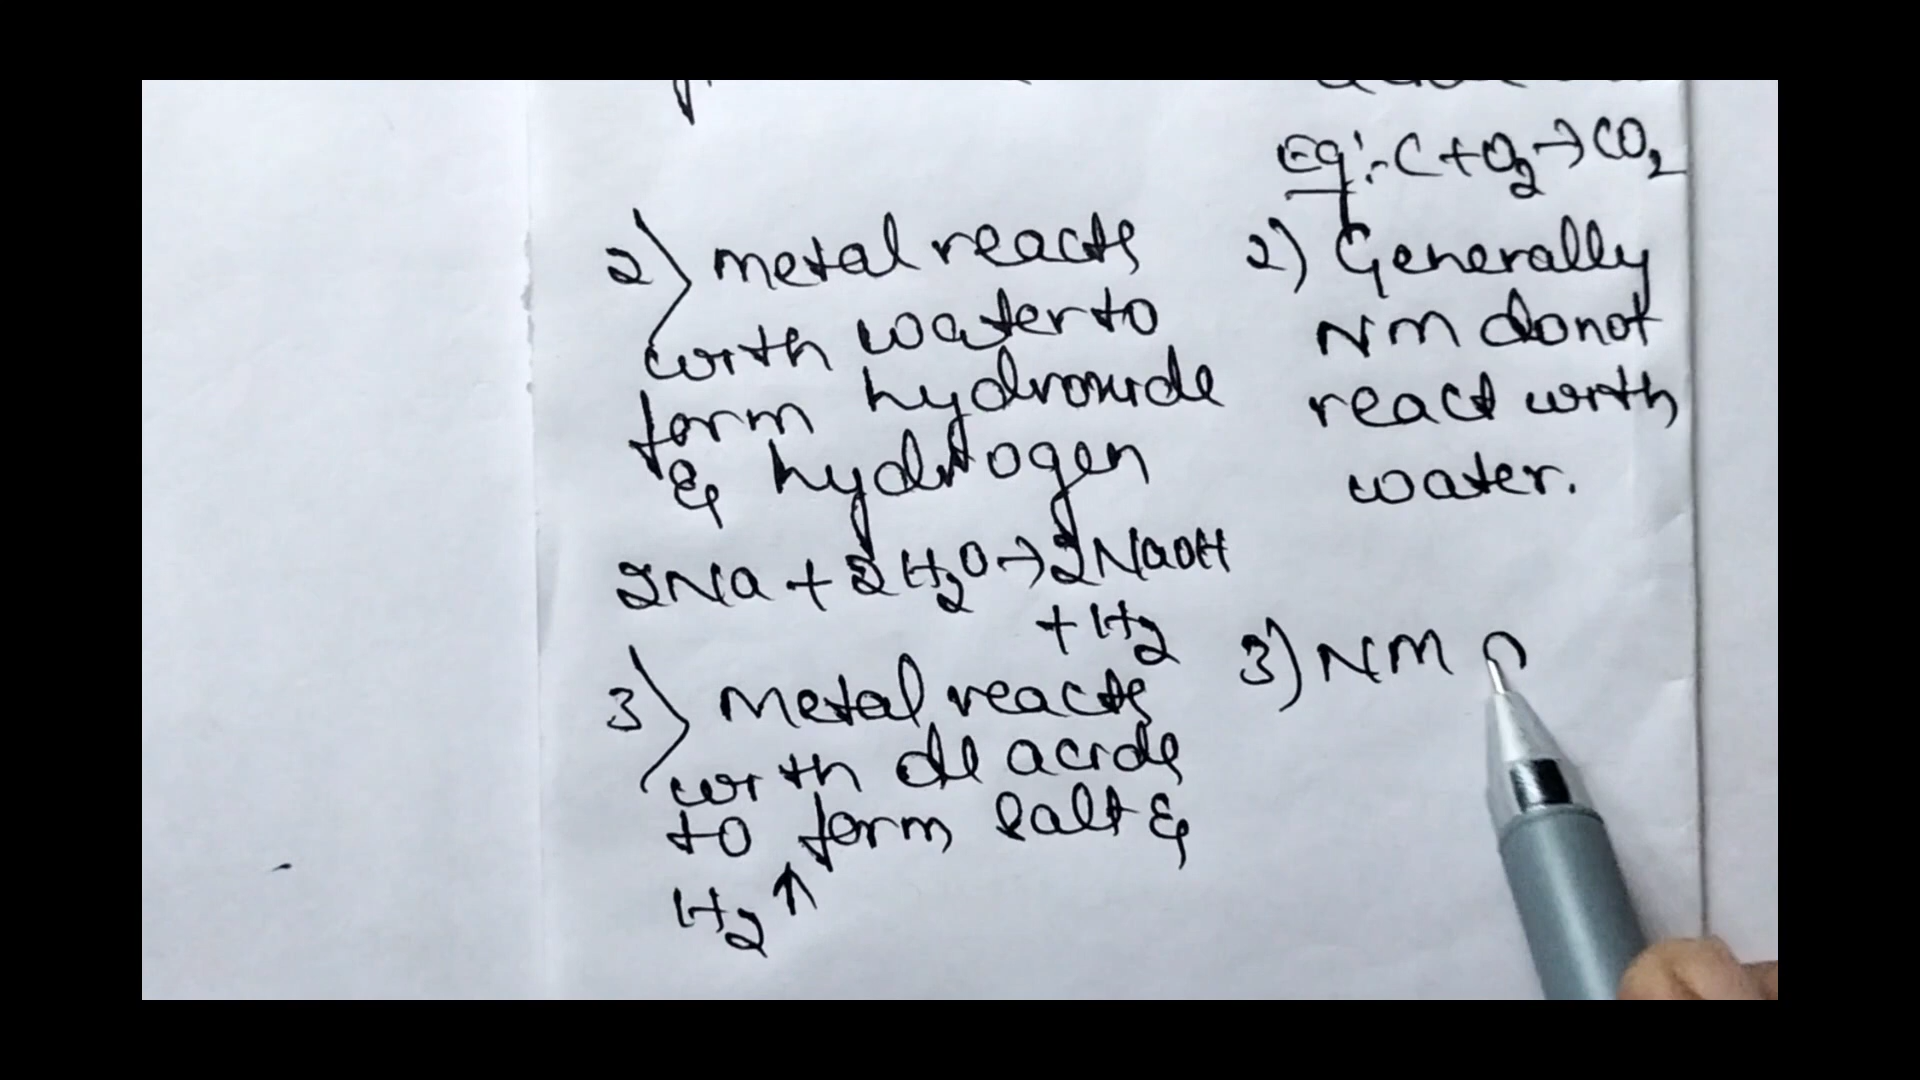 Eg:- C+O₂→CO₂
2) metal reacts
with water to
form hydroxide
& hydrogen
2Na + 2H₂O→2NaOH
+H₂
2) Generally
NM donot
react with
water.
3) Metal reacts
with dil acids
to form salt &
H₂↑
3) NM